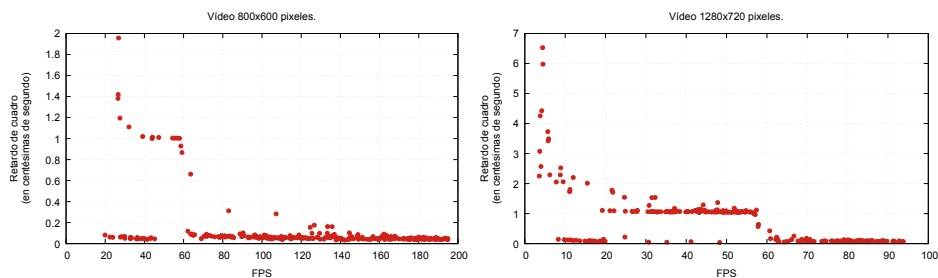 Vídeo 800x600 pixeles.
Retardo de cuadro
(en centésimas de segundo)
2
1.8
1.6
1.4
1.2
1
0.8
0.6
0.4
0.2
0
0 20 40 60 80 100 120 140 160 180 200
FPS
Vídeo 1280x720 pixeles.
Retardo de cuadro
(en centésimas de segundo)
7
6
5
4
3
2
1
0
0 10 20 30 40 50 60 70 80 90 100
FPS